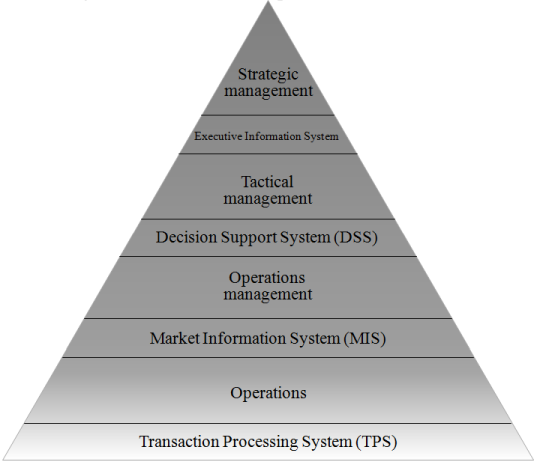 Strategic
management
Executive Information System
Tactical
management
Decision Support System (DSS)
Operations
management
Market Information System (MIS)
Operations
Transaction Processing System (TPS)